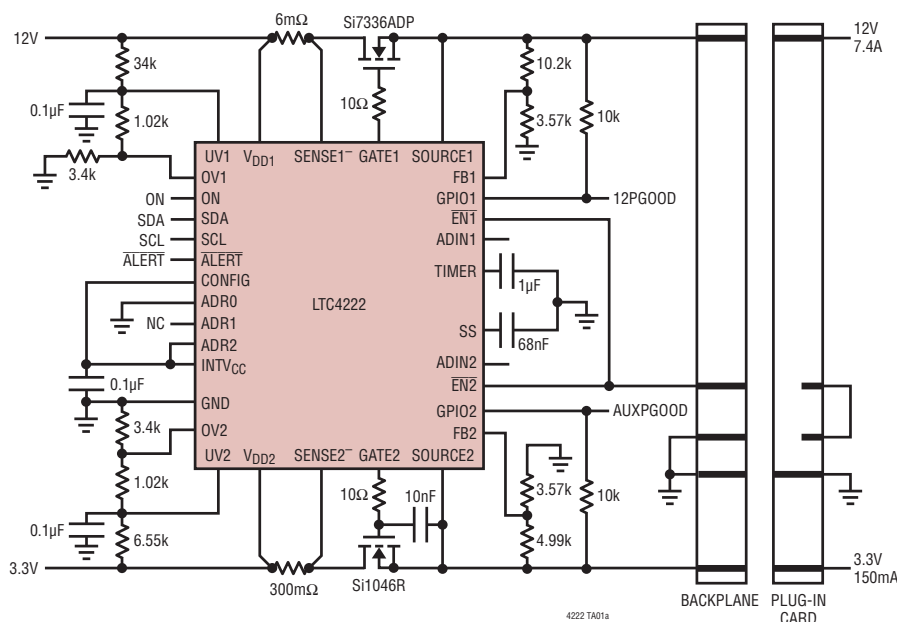 6mΩ Si7336ADP
12V
12V
7.4A
34k
10.2k
10Ω
0.1µF
1.02k
3.57k
10k
UV1 VDD1 SENSE1– GATE1 SOURCE1
3.4k
OV1
FB1
ON ON
GPIO1 12PGOOD
SDA SDA
EN1
SCL SCL
ADIN1
ALERT ALERT
CONFIG
TIMER
1µF
ADR0
LTC4222
NC ADR1
SS
ADR2
68nF
INTVCC
ADIN2
0.1µF
EN2
GND
GPIO2 AUXPGOOD
3.4k
OV2
FB2
UV2 VDD2 SENSE2– GATE2 SOURCE2
1.02k
10Ω
10nF
3.57k
10k
0.1µF
6.55k
4.99k
3.3V
3.3V
150mA
300mΩ
Si1046R
4222 TA01a
BACKPLANE
PLUG-IN
CARD